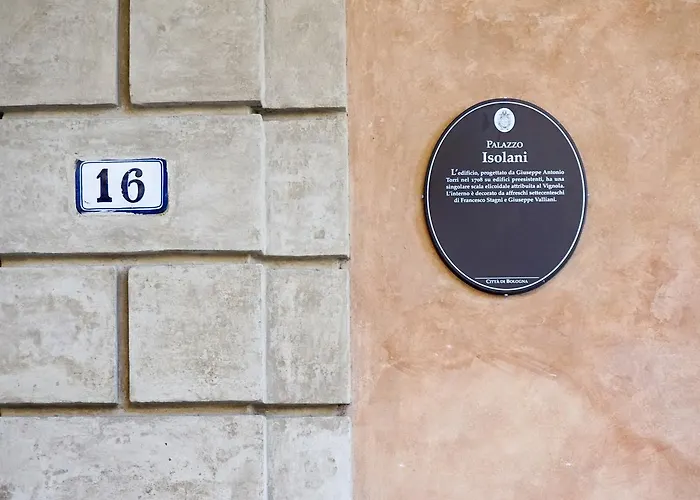 16
PALAZZO
Isolani
L'edificio, progettato da Giuseppe Antonio
Torri nel 1708 su edifici preesistenti, ha una
singolare scala elicoidale attribuita al Vignola.
L'interno è decorato da affreschi settecenteschi
di Francesco Stagni e Giuseppe Valliani.
CITTÀ DI BOLOGNA